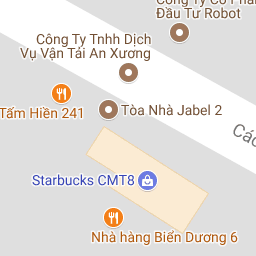 Công Ty Cổ Phần
Đầu Tư Robot
Công Ty Tnhh Dịch
Vụ Vận Tải An Xương
Tấm Hiền 241
Tòa Nhà Jabel 2
Các
Starbucks CMT8
Nhà hàng Biển Dương 6